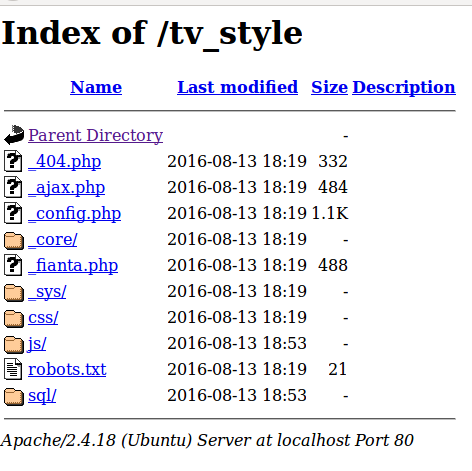 Index of /tv_style
Name Last modified Size Description
Parent Directory -
_404.php 2016-08-13 18:19 332
_ajax.php 2016-08-13 18:19 484
_config.php 2016-08-13 18:19 1.1K
_core/ 2016-08-13 18:19 -
_fianta.php 2016-08-13 18:19 488
_sys/ 2016-08-13 18:19 -
css/ 2016-08-13 18:19 -
js/ 2016-08-13 18:53 -
robots.txt 2016-08-13 18:19 21
sql/ 2016-08-13 18:53 -
Apache/2.4.18 (Ubuntu) Server at localhost Port 80